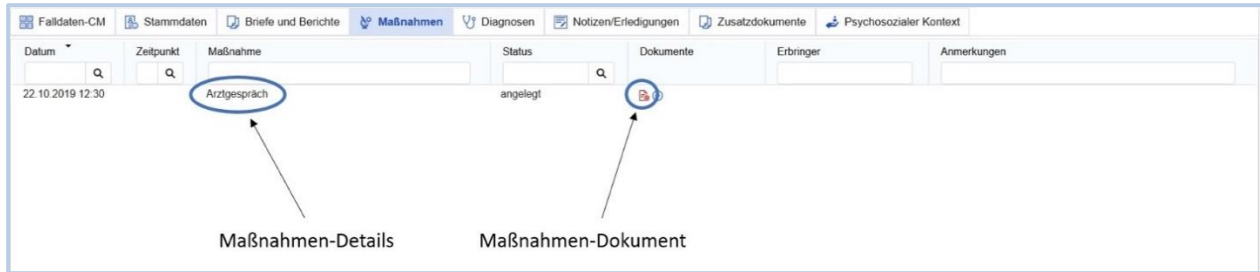 Falldaten-CM Stammdaten Briefe und Berichte Maßnahmen Diagnosen Notizen/Erledigungen Zusatzdokumente Psychosozialer Kontext
Datum Zeitpunkt Maßnahme Status Dokumente Erbringer Anmerkungen
22.10.2019 12:30 Arztgespräch angelegt
Maßnahmen-Details Maßnahmen-Dokument